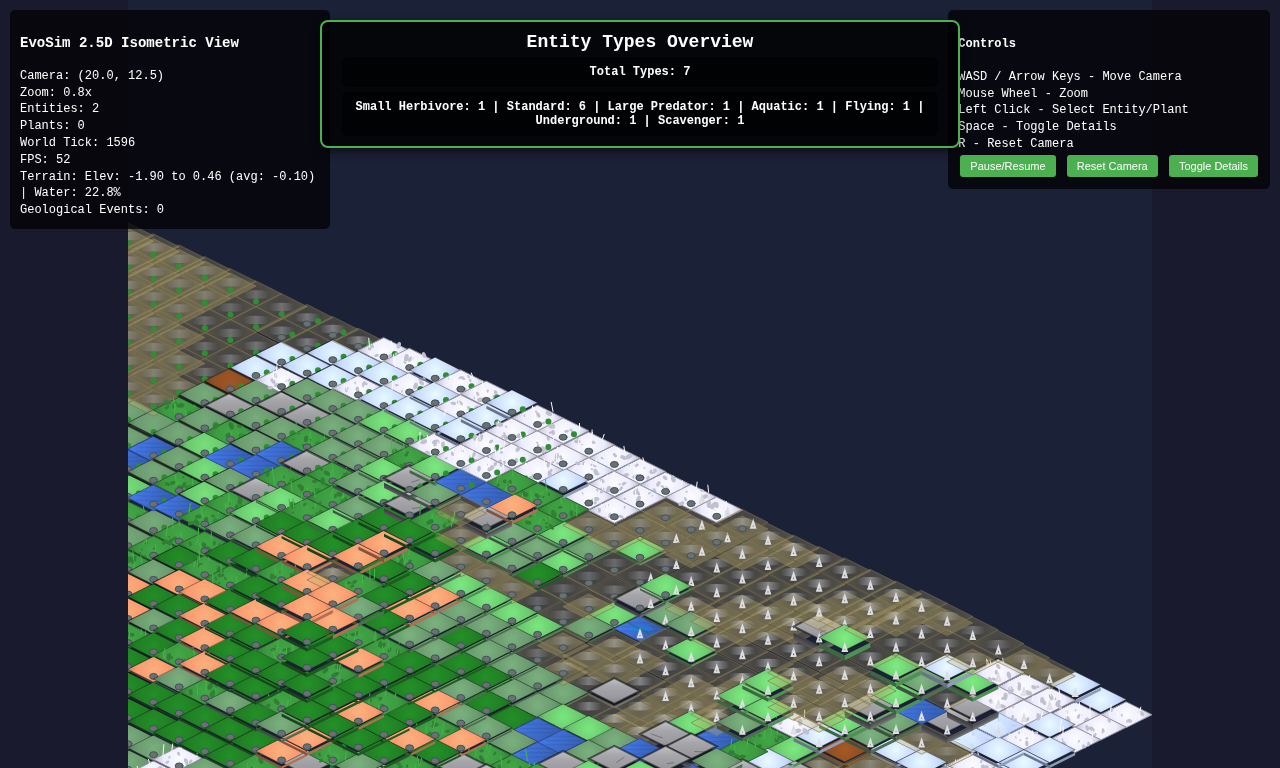 EvoSim 2.5D Isometric View
Camera: (20.0, 12.5)
Zoom: 0.8x
Entities: 2
Plants: 0
World Tick: 1596
FPS: 52
Terrain: Elev: -1.90 to 0.46 (avg: -0.10)
| Water: 22.8%
Geological Events: 0
Entity Types Overview
Total Types: 7
Small Herbivore: 1 | Standard: 6 | Large Predator: 1 | Aquatic: 1 | Flying: 1 |
Underground: 1 | Scavenger: 1
Controls
WASD / Arrow Keys - Move Camera
Mouse Wheel - Zoom
Left Click - Select Entity/Plant
Space - Toggle Details
R - Reset Camera
Pause/Resume
Reset Camera
Toggle Details